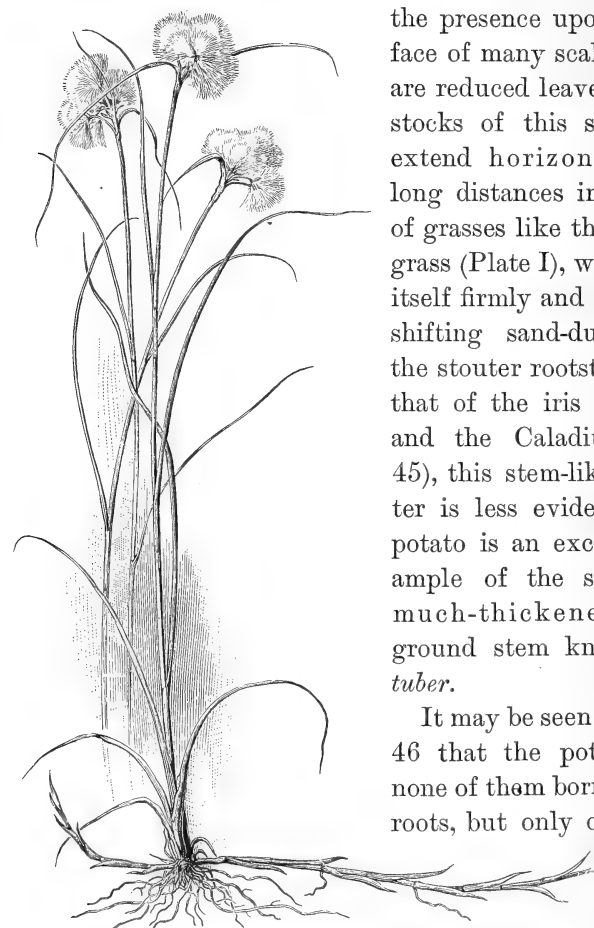 the presence upo
face of many scal
are reduced leave
stocks of this s
extend horizon
long distances in
of grasses like th
grass (Plate I), w
itself firmly and
shifting sand-du
the stouter rootst
that of the iris
and the Caladiu
45), this stem-lik
ter is less evide
potato is an exc
ample of the s
much-thickene
ground stem kn
tuber.
It may be seen
46 that the pot
none of them born
roots, but only o